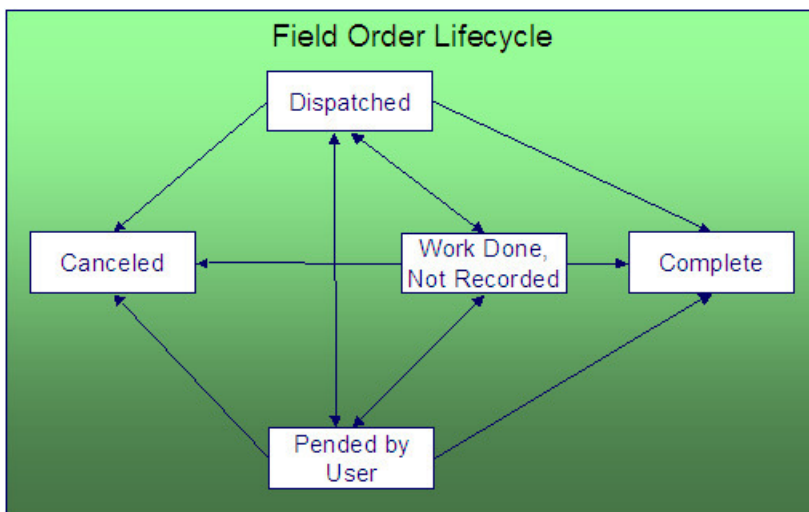 Field Order Lifecycle
Dispatched
Canceled
Work Done,
Not Recorded
Complete
Pended by
User